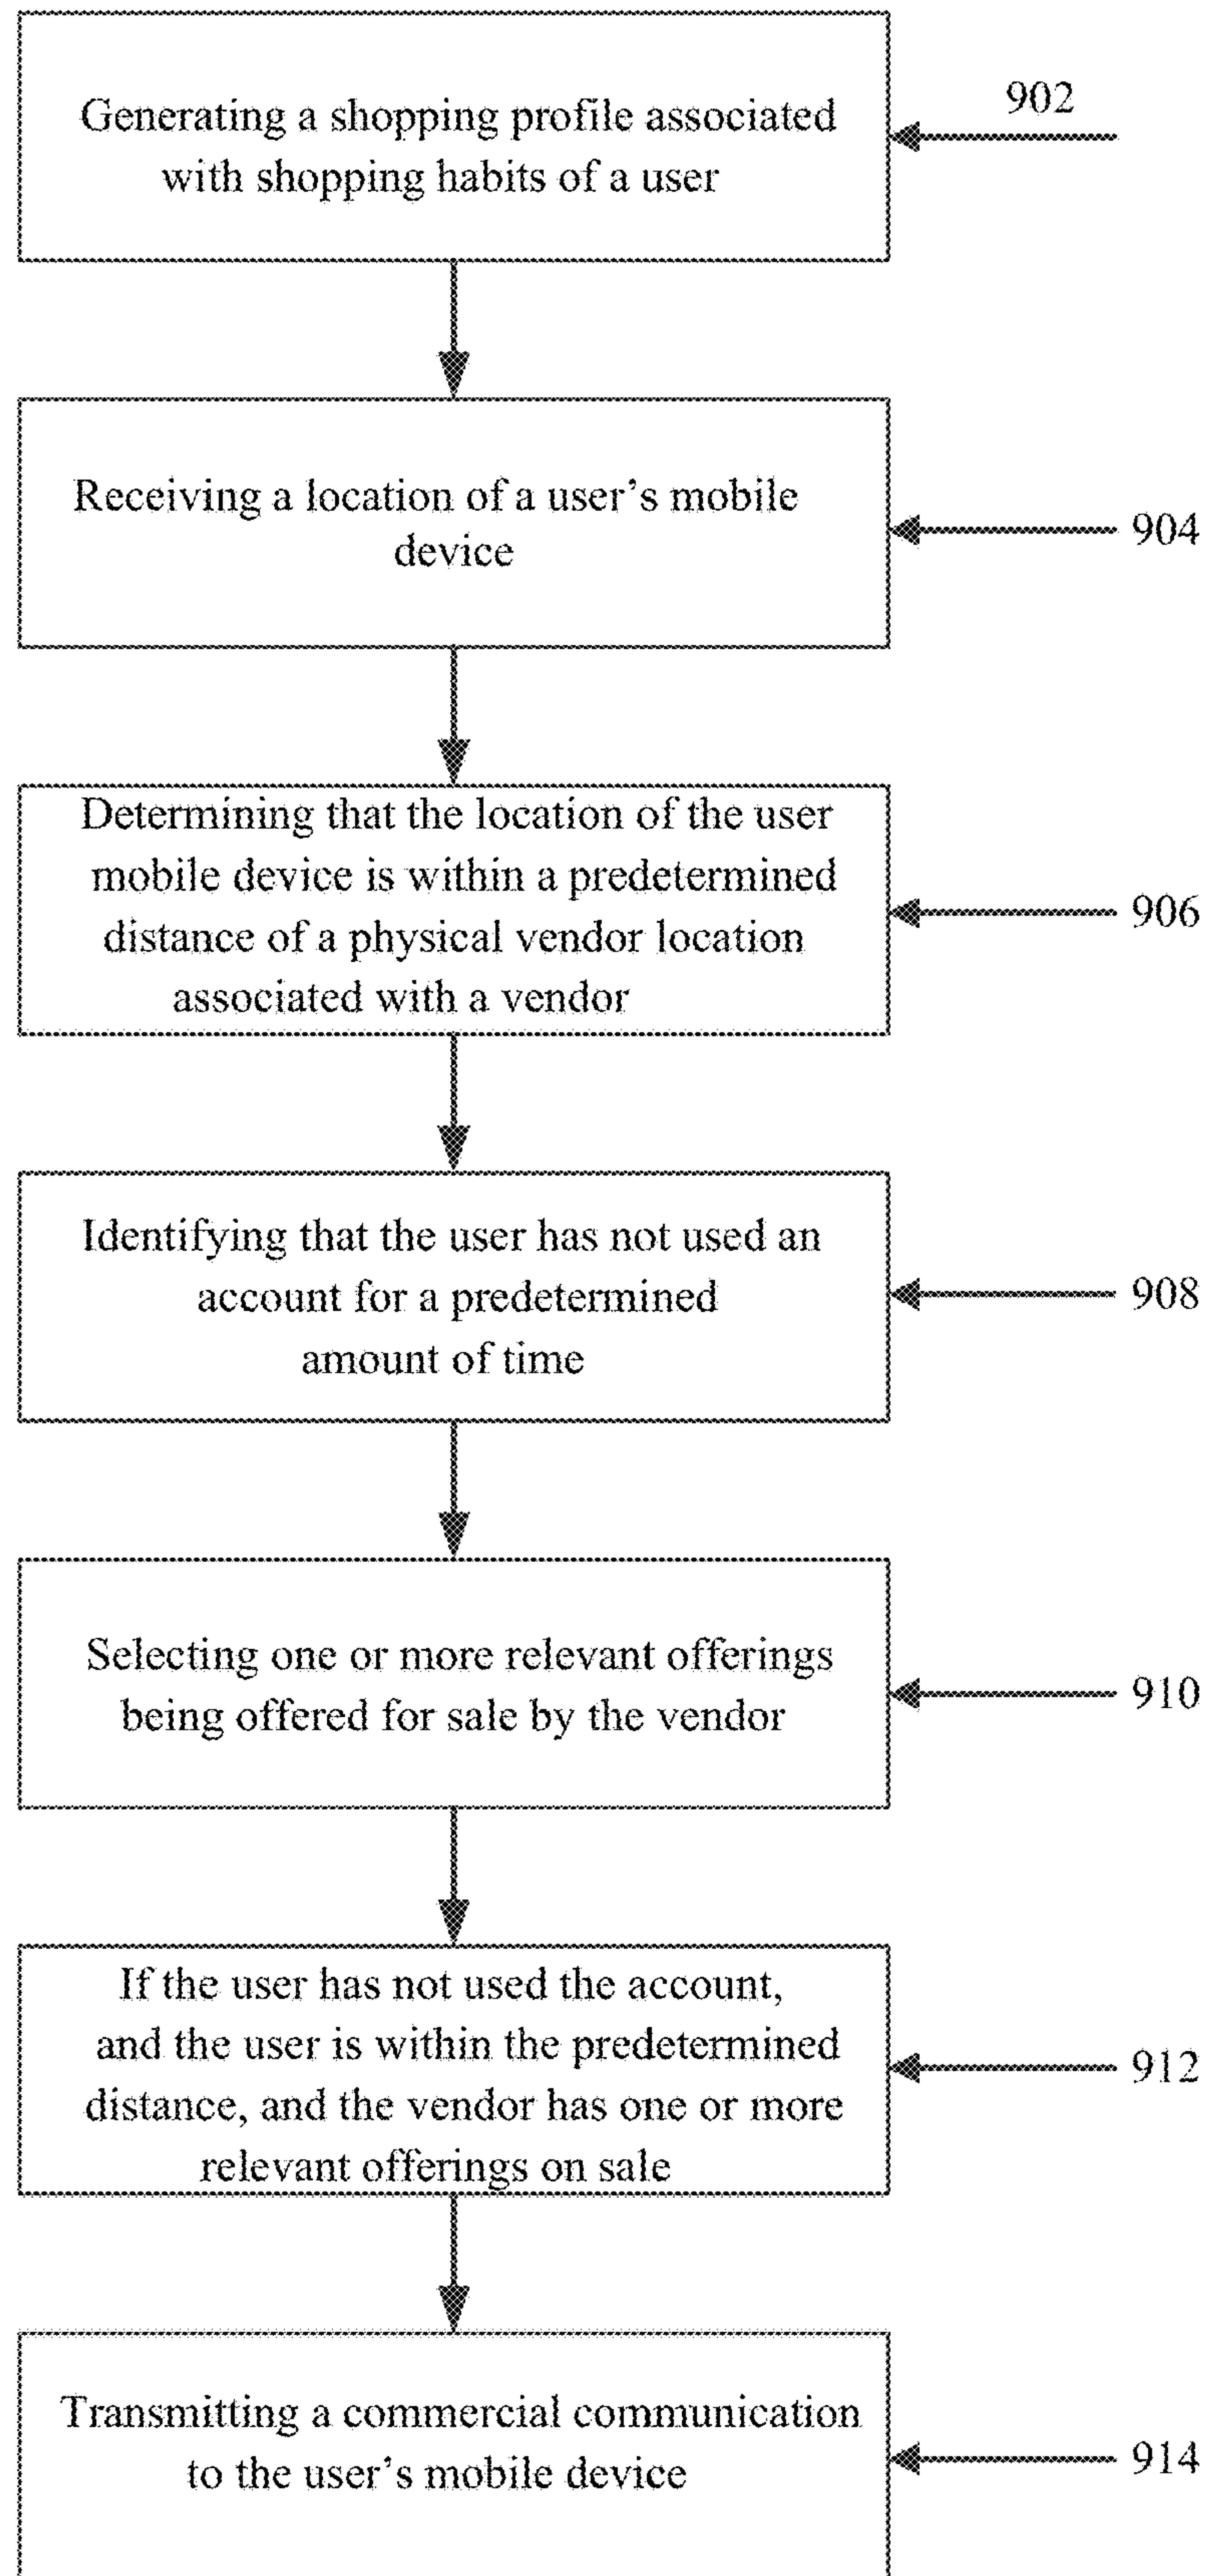 Generating a shopping profile associated
with shopping habits of a user
902
Receiving a location of a user’s mobile
device
904
Determining that the location of the user
mobile device is within a predetermined
distance of a physical vendor location
associated with a vendor
906
Identifying that the user has not used an
account for a predetermined
amount of time
908
Selecting one or more relevant offerings
being offered for sale by the vendor
910
If the user has not used the account,
and the user is within the predetermined
distance, and the vendor has one or more
relevant offerings on sale
912
Transmitting a commercial communication
to the user’s mobile device
914